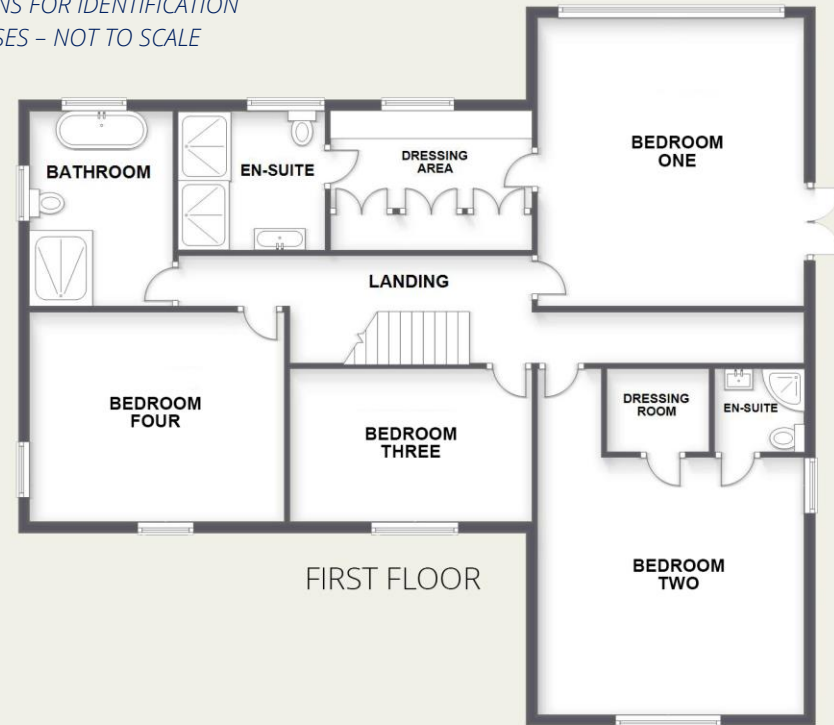 NS FOR IDENTIFICATION
SES – NOT TO SCALE
BATHROOM
EN-SUITE
DRESSING
AREA
BEDROOM
ONE
LANDING
BEDROOM
FOUR
BEDROOM
THREE
DRESSING
ROOM
EN-SUITE
BEDROOM
TWO
FIRST FLOOR